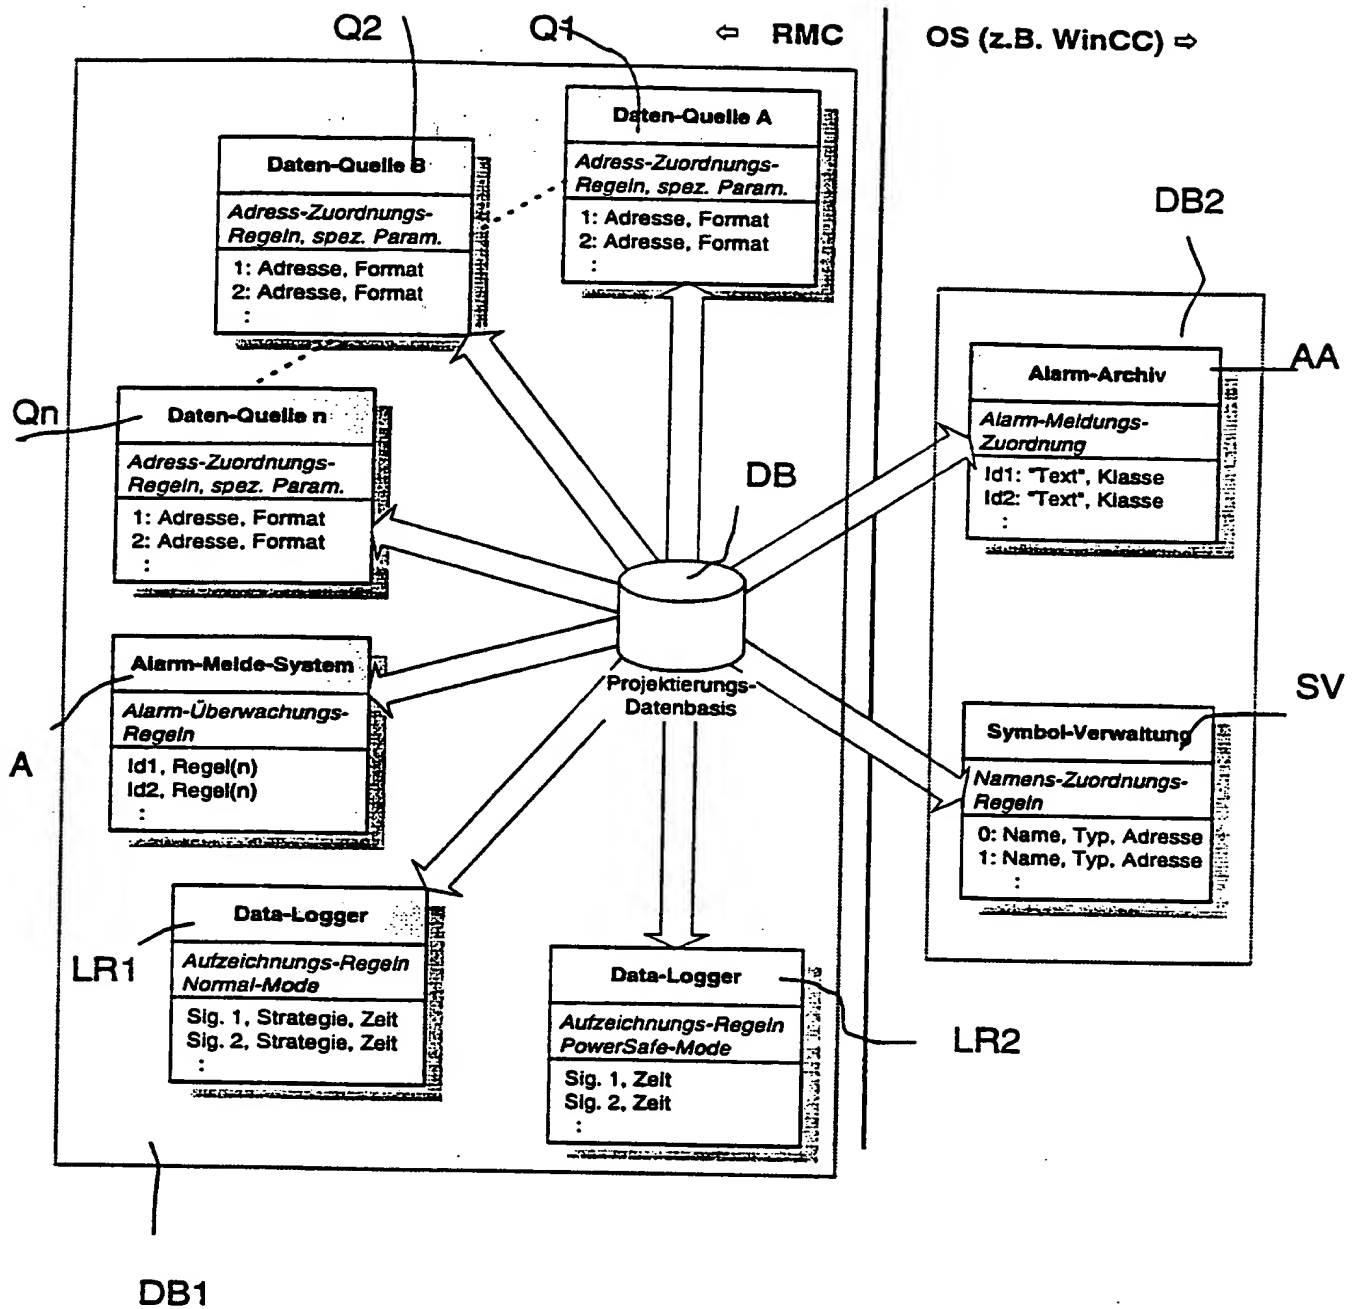 Q2
Q1
⇦ RMC
OS (z.B. WinCC) ⇨
Daten-Quelle A
Adress-Zuordnungs-
Regeln, spez. Param.
1: Adresse, Format
2: Adresse, Format
:
Daten-Quelle B
Adress-Zuordnungs-
Regeln, spez. Param.
1: Adresse, Format
2: Adresse, Format
:
DB2
Alarm-Archiv
AA
Alarm-Meldungs-
Zuordnung
Id1: "Text", Klasse
Id2: "Text", Klasse
:
Qn
Daten-Quelle n
Adress-Zuordnungs-
Regeln, spez. Param.
1: Adresse, Format
2: Adresse, Format
:
DB
Projektierungs-
Datenbasis
Alarm-Melde-System
Alarm-Überwachungs-
Regeln
Id1, Regel(n)
Id2, Regel(n)
:
A
SV
Symbol-Verwaltung
Namens-Zuordnungs-
Regeln
0: Name, Typ, Adresse
1: Name, Typ, Adresse
:
Data-Logger
LR1
Aufzeichnungs-Regeln
Normal-Mode
Sig. 1, Strategie, Zeit
Sig. 2, Strategie, Zeit
:
Data-Logger
Aufzeichnungs-Regeln
PowerSafe-Mode
Sig. 1, Zeit
Sig. 2, Zeit
:
LR2
DB1